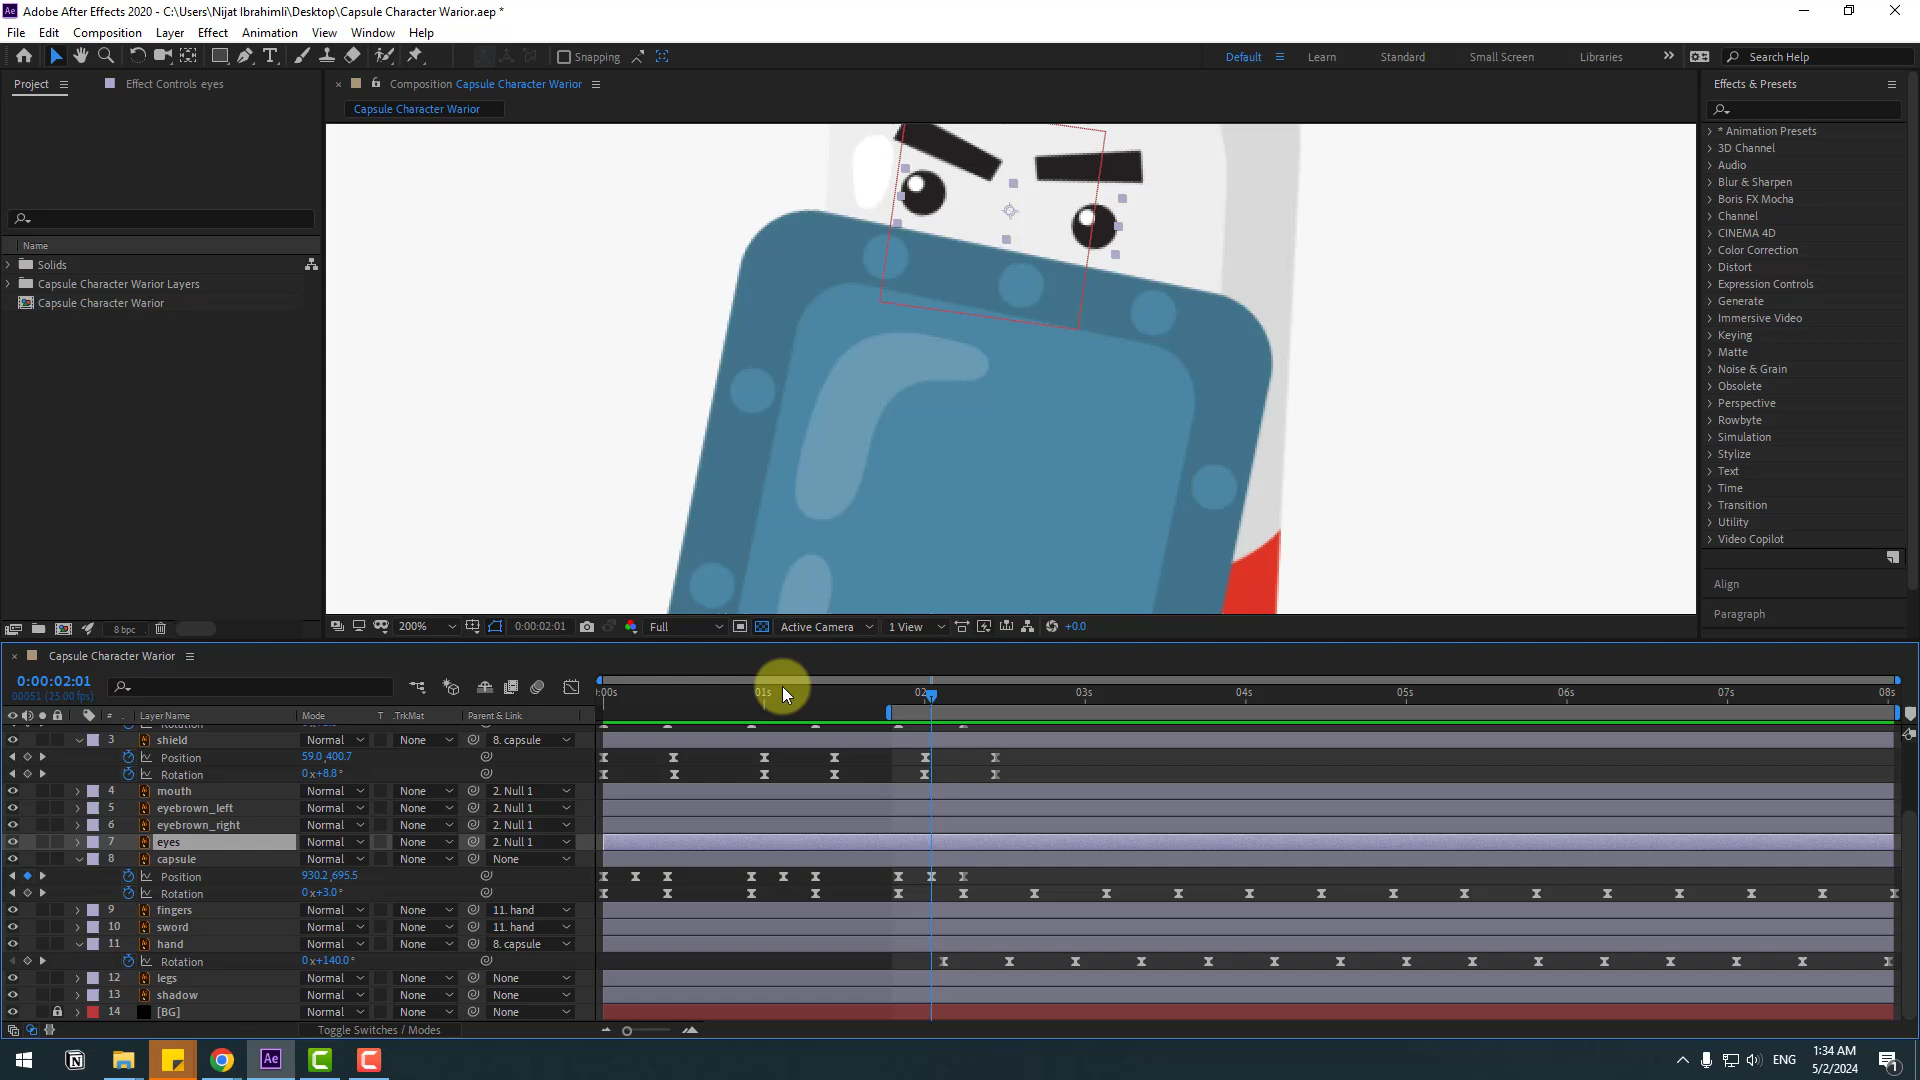 Adobe After Effects 2020 - C:\Users\Nijat Ibrahimli\Desktop\Capsule Character Warior.aep *
File Edit Composition Layer Effect Animation View Window Help
Snapping
Default Learn Standard Small Screen Libraries Search Help
Project Effect Controls eyes Composition Capsule Character Warior Effects & Presets
Capsule Character Warior
* Animation Presets
3D Channel
Audio
Blur & Sharpen
Boris FX Mocha
Channel
CINEMA 4D
Color Correction
Distort
Expression Controls
Generate
Immersive Video
Keying
Matte
Noise & Grain
Obsolete
Perspective
Rowbyte
Simulation
Stylize
Text
Time
Transition
Utility
Video Copilot
Align
Paragraph
Name
Solids
Capsule Character Warior Layers
Capsule Character Warior
8 bpc 200% 0:00:02:01 Full Active Camera 1 View +0.0
Capsule Character Warior
0:00:02:01
00051 (25.00 fps)
:00s 01s 02 03s 04s 05s 06s 07s 08s
# Layer Name Mode T .TrkMat Parent & Link
3 shield Normal None 8. capsule
Position 59.0,400.7
Rotation 0x+8.8°
4 mouth Normal None 2. Null 1
5 eyebrown_left Normal None 2. Null 1
6 eyebrown_right Normal None 2. Null 1
7 eyes Normal None 2. Null 1
8 capsule Normal None None
Position 930.2,695.5
Rotation 0x+3.0°
9 fingers Normal None 11. hand
10 sword Normal None 11. hand
11 hand Normal None 8. capsule
Rotation 0x+140.0°
12 legs Normal None None
13 shadow Normal None None
14 [BG] Normal None None
Toggle Switches / Modes
ENG
1:34 AM
5/2/2024
1